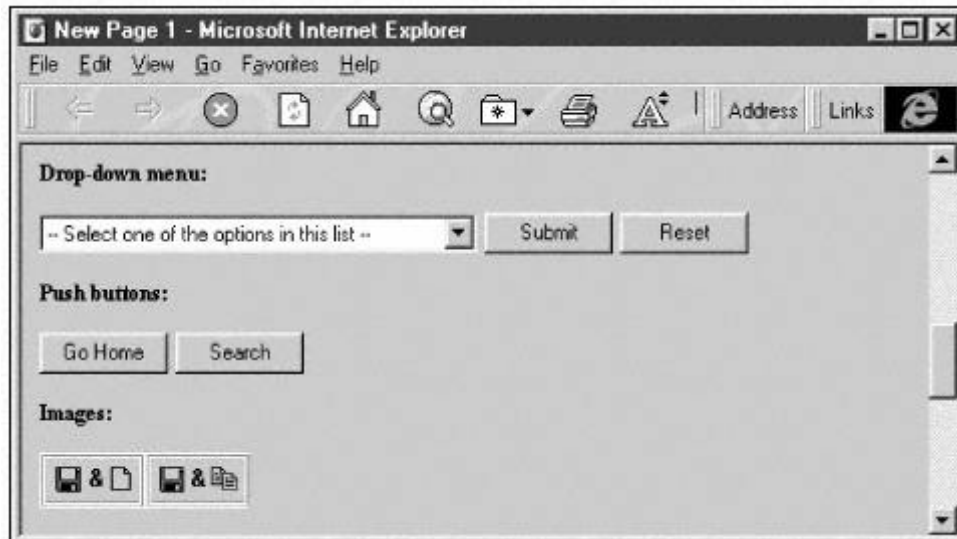 New Page 1 - Microsoft Internet Explorer
File Edit View Go Favorites Help
Address Links
Drop-down menu:
-- Select one of the options in this list -- Submit Reset
Push buttons:
Go Home Search
Images:
& &